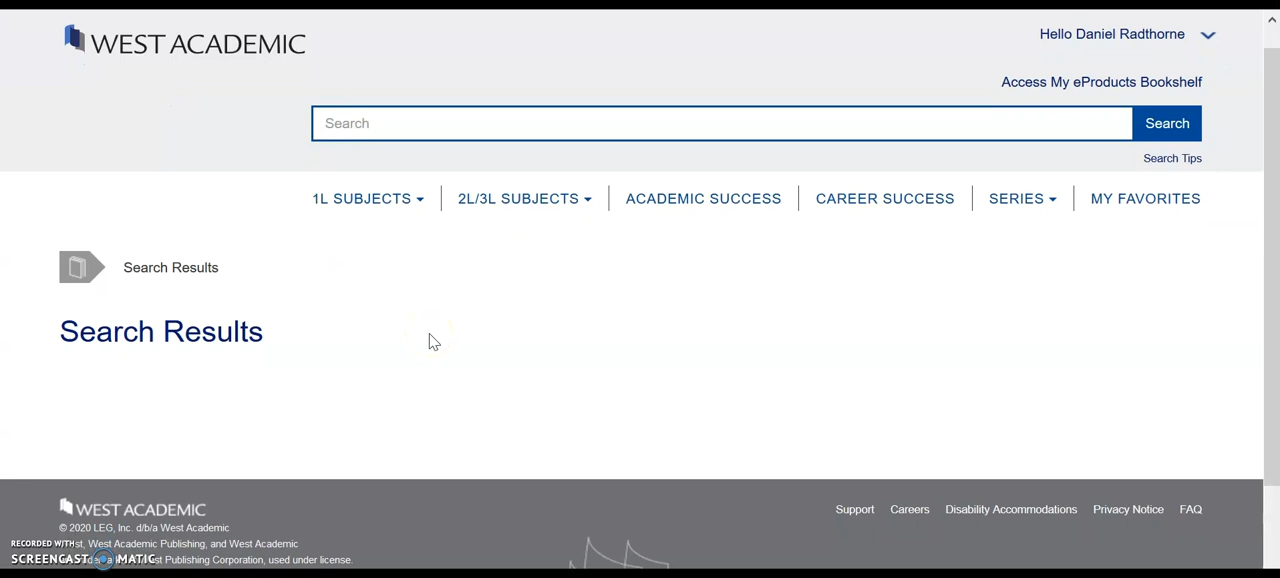 WEST ACADEMIC
Hello Daniel Radthorne
Access My eProducts Bookshelf
Search
Search
Search Tips
1L SUBJECTS
2L/3L SUBJECTS
ACADEMIC SUCCESS
CAREER SUCCESS
SERIES
MY FAVORITES
Search Results
Search Results
WEST ACADEMIC
Support
Careers
Disability Accommodations
Privacy Notice
FAQ
© 2020 LEG, Inc. d/b/a West Academic
RECORDED WITH
st, West Academic Publishing, and West Academic
SCREENCAST MATIC
st Publishing Corporation, used under license.